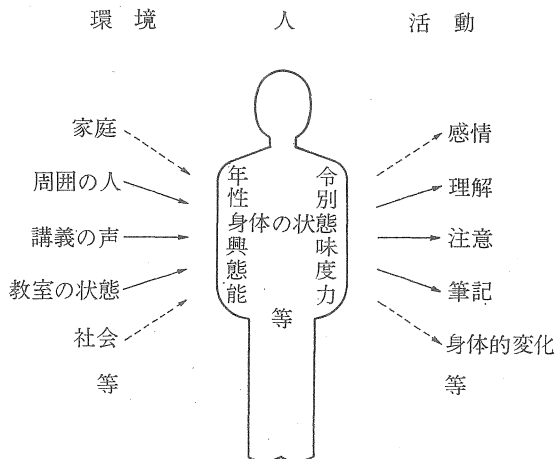 環境 人 活動
家庭
周囲の人
講義の声
教室の状態
社会
等
年令
性別
身体の状態
興味
態度
能力
等
感情
理解
注意
筆記
身体的変化
等